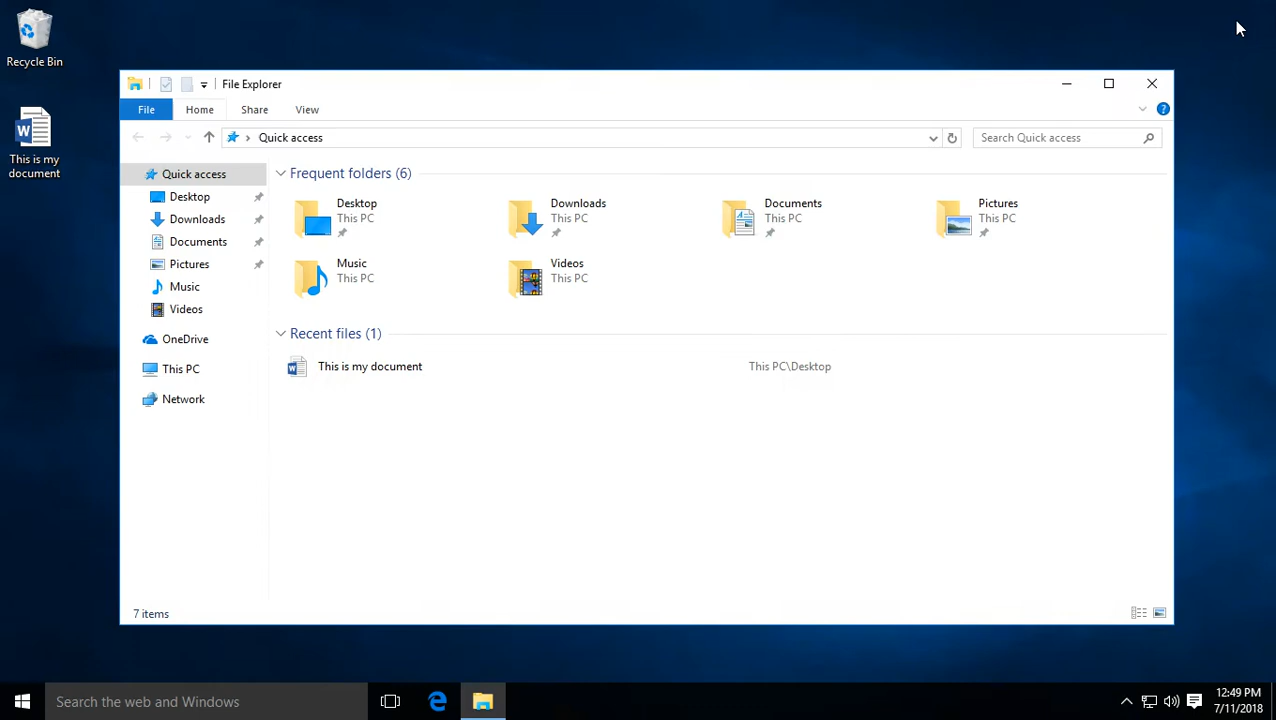 Recycle Bin
This is my
document
File Explorer
File
Home
Share
View
Quick access
Search Quick access
Quick access
Desktop
Downloads
Documents
Pictures
Music
Videos
OneDrive
This PC
Network
Frequent folders (6)
Desktop
This PC
Downloads
This PC
Documents
This PC
Pictures
This PC
Music
This PC
Videos
This PC
Recent files (1)
This is my document
This PC\Desktop
7 items
Search the web and Windows
12:49 PM
7/11/2018